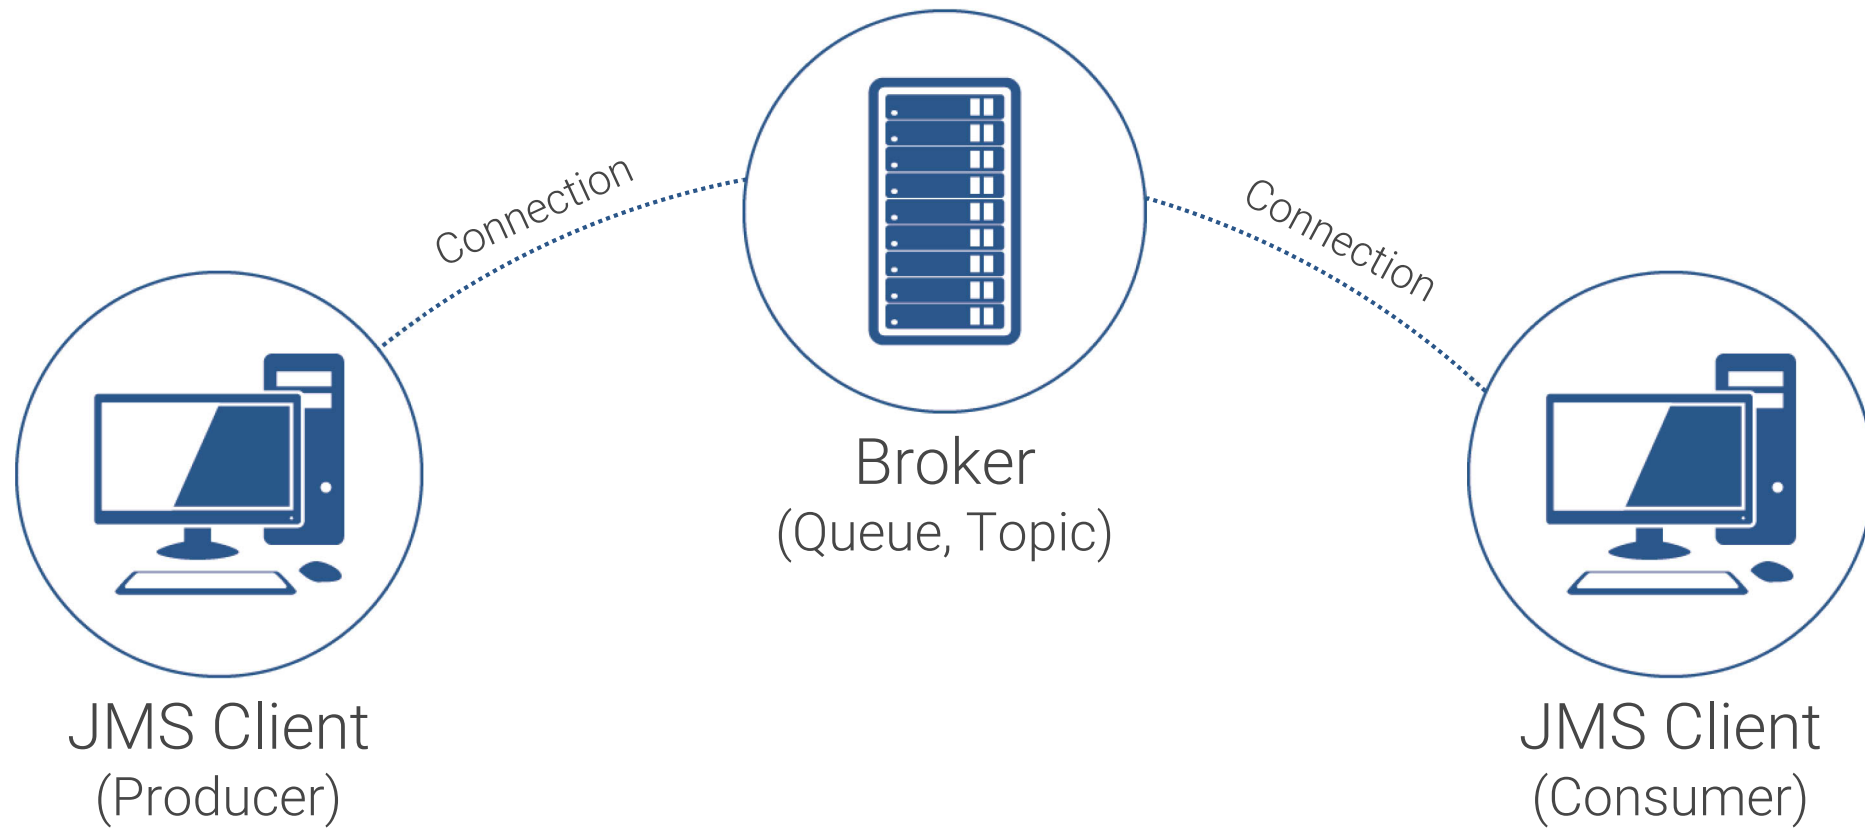 Connection
Connection
Broker
(Queue, Topic)
JMS Client
(Producer)
JMS Client
(Consumer)